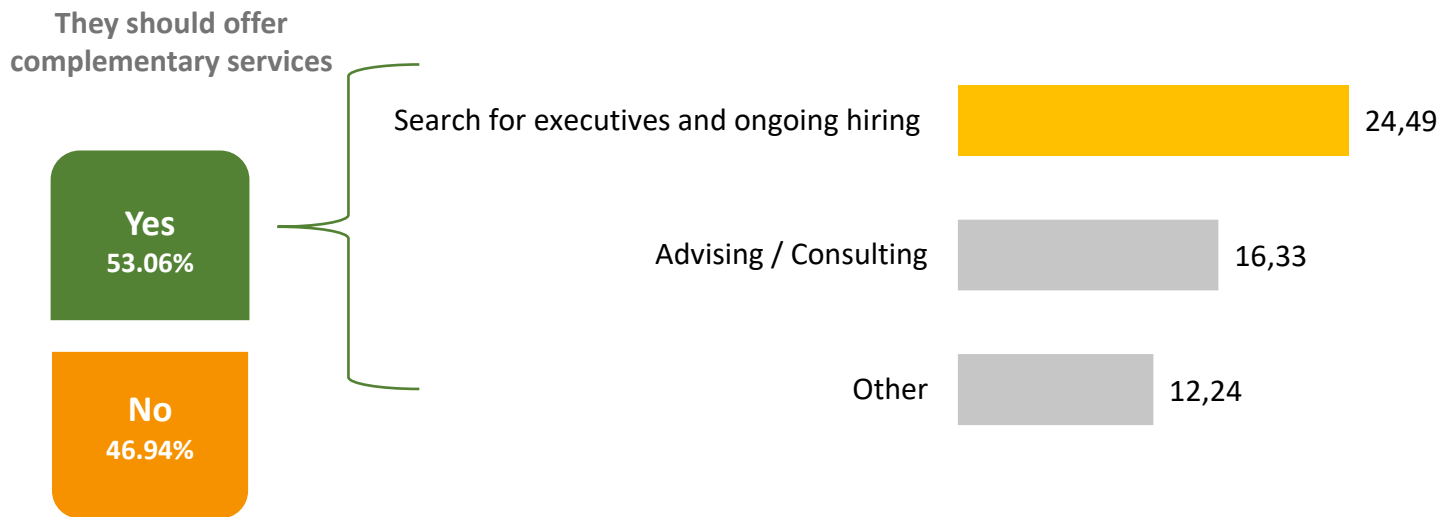 They should offer
complementary services
Yes
53.06%
No
46.94%
Search for executives and ongoing hiring
24,49
Advising / Consulting
16,33
Other
12,24